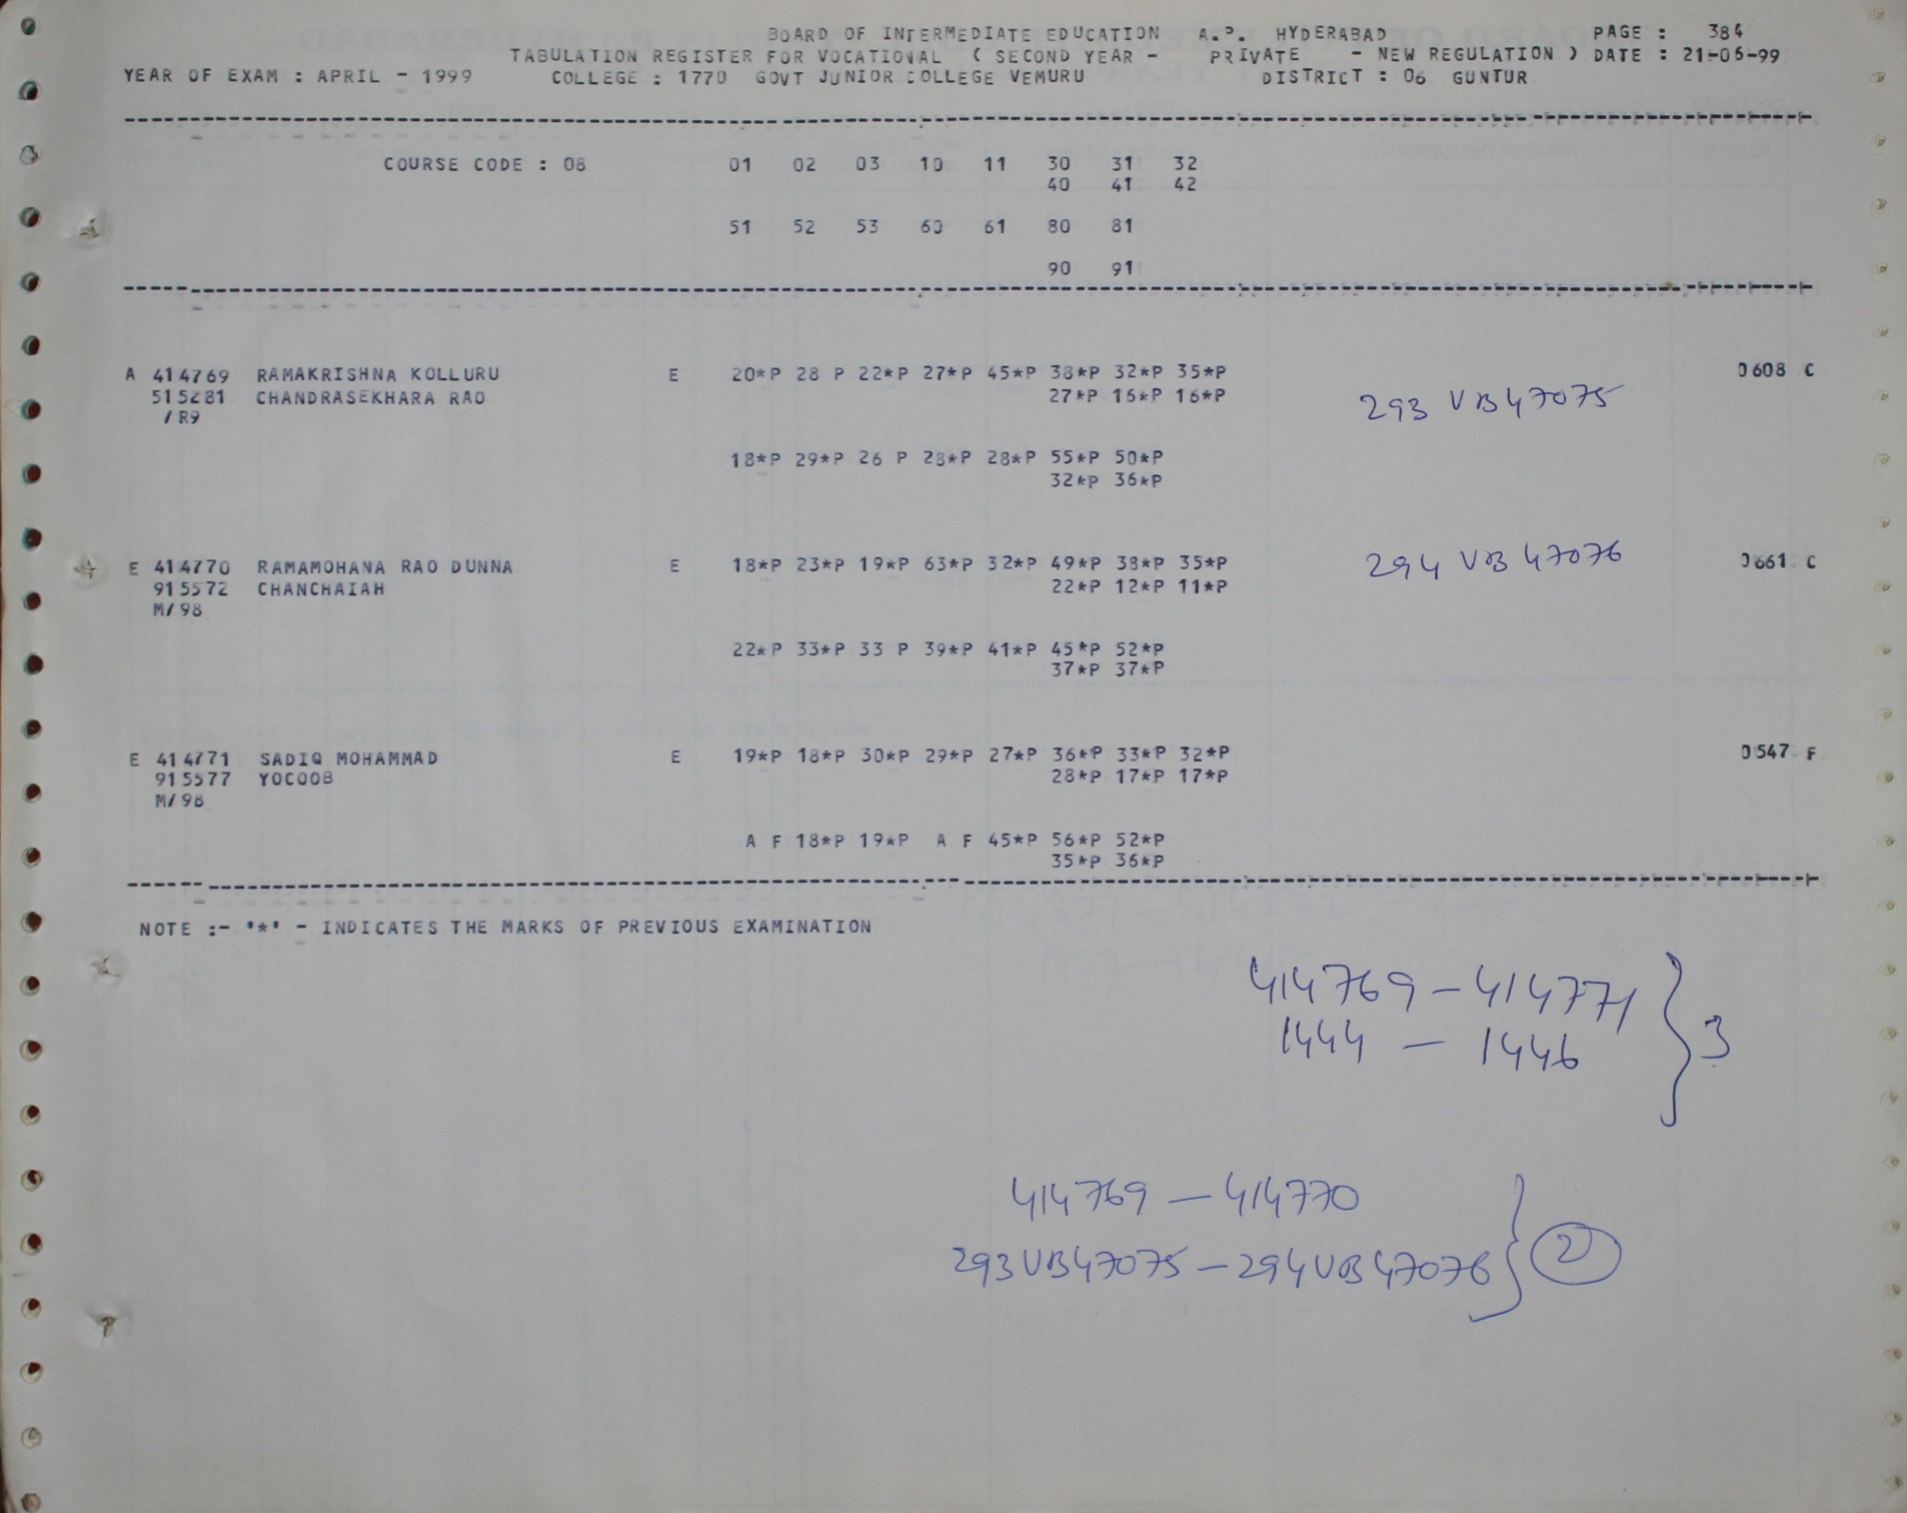 BOARD OF INTERMEDIATE EDUCATION A.P. HYDERABAD PAGE : 384
TABULATION REGISTER FOR VOCATIONAL ( SECOND YEAR - PRIVATE - NEW REGULATION ) DATE : 21-06-99
YEAR OF EXAM : APRIL - 1999 COLLEGE : 1770 GOVT JUNIOR COLLEGE VEMURU DISTRICT : 06 GUNTUR
COURSE CODE : 08 01 02 03 10 11 30 31 32
40 41 42
51 52 53 60 61 80 81
90 91
A 414769 RAMAKRISHNA KOLLURU E 20*P 28 P 22*P 27*P 45*P 38*P 32*P 35*P 0608 C
515281 CHANDRASEKHARA RAO 27*P 16*P 16*P 293 VB47075
/R9
18*P 29*P 26 P 28*P 28*P 55*P 50*P
32*P 36*P
E 414770 RAMAMOHANA RAO DUNNA E 18*P 23*P 19*P 63*P 32*P 49*P 38*P 35*P 294 VB 47076 0661 C
915572 CHANCHAIAH 22*P 12*P 11*P
M/98
22*P 33*P 33 P 39*P 41*P 45*P 52*P
37*P 37*P
E 414771 SADIQ MOHAMMAD E 19*P 18*P 30*P 29*P 27*P 36*P 33*P 32*P 0547 F
915577 YOCOOB 28*P 17*P 17*P
M/98
A F 18*P 19*P A F 45*P 56*P 52*P
35*P 36*P
NOTE :- '*' - INDICATES THE MARKS OF PREVIOUS EXAMINATION
414769 - 414771
1444 - 1446 } 3
414769 - 414770
293VB47075 - 294VB47076 } 2